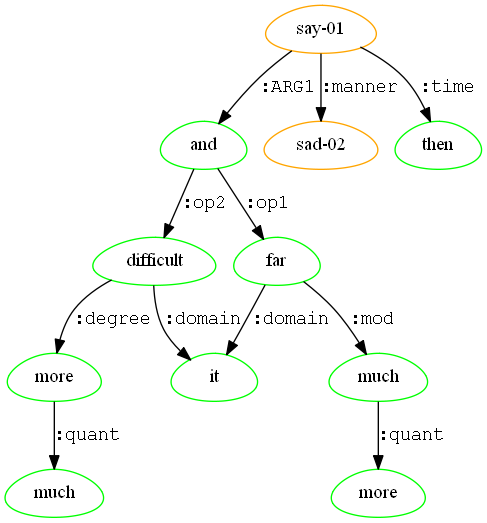 say-01
:ARG1 :manner :time
and sad-02 then
:op2 :op1
difficult far
:degree :domain :domain :mod
more it much
:quant :quant
much more